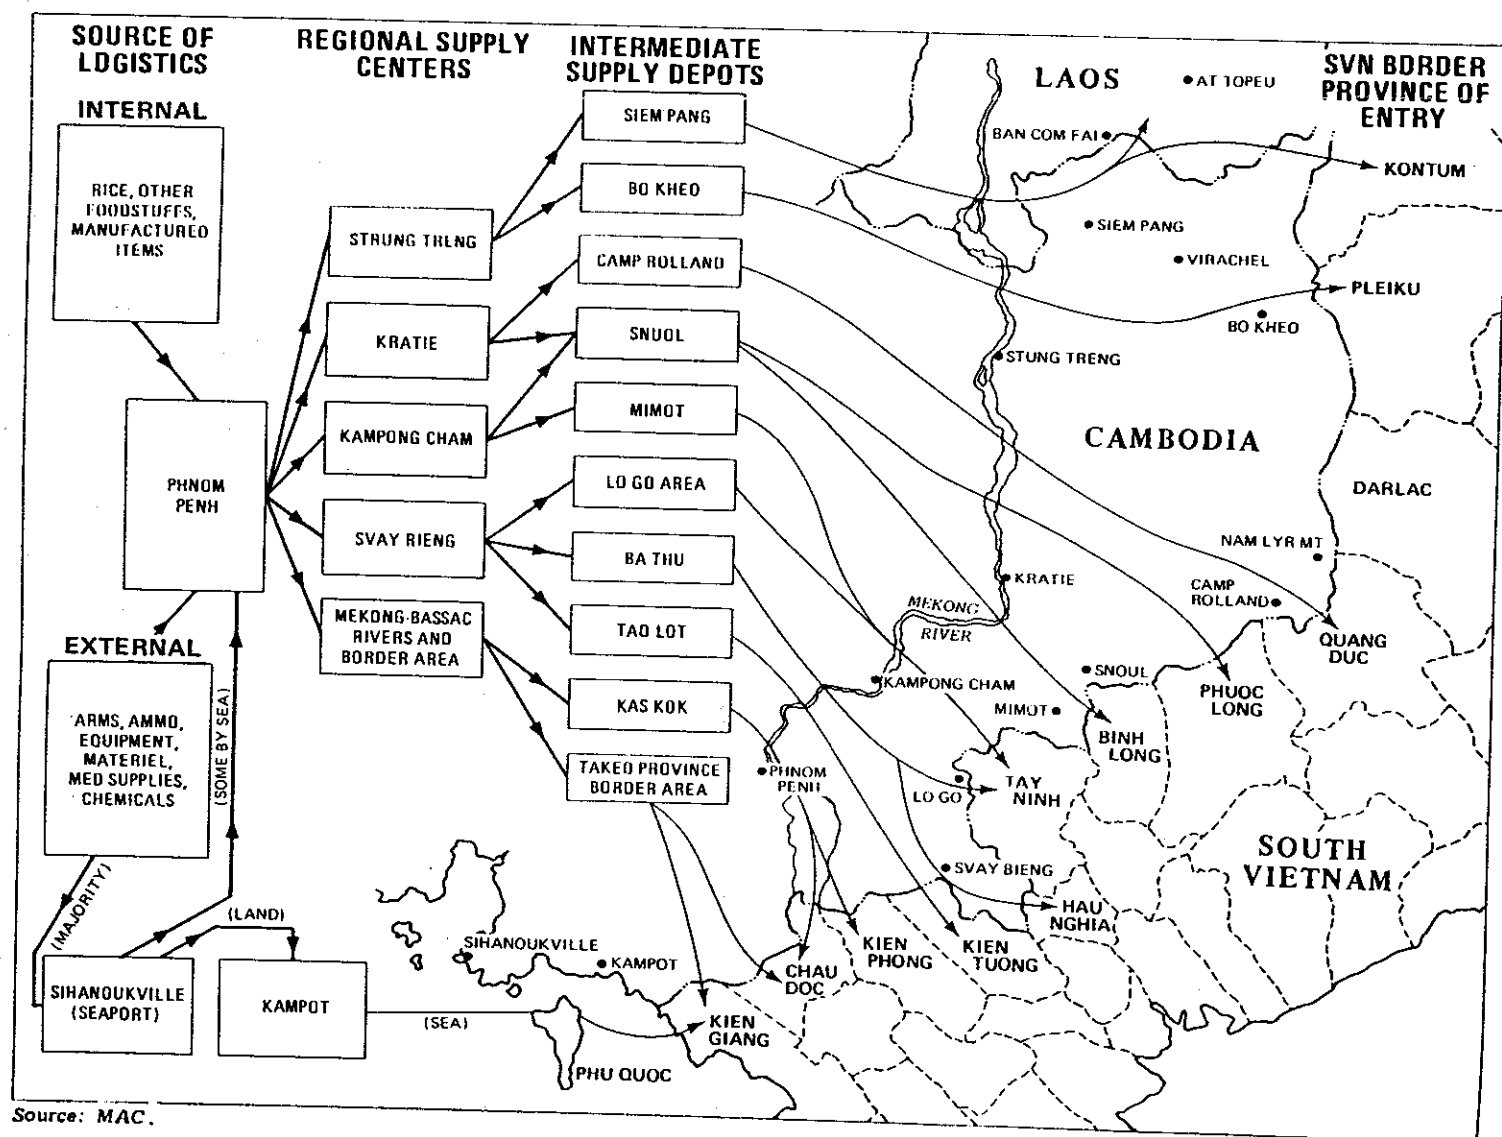 SOURCE OF
LOGISTICS
REGIONAL SUPPLY
CENTERS
INTERMEDIATE
SUPPLY DEPOTS
SVN BORDER
PROVINCE OF
ENTRY
INTERNAL
RICE, OTHER
FOODSTUFFS,
MANUFACTURED
ITEMS
PHNOM
PENH
EXTERNAL
ARMS, AMMO,
EQUIPMENT,
MATERIEL,
MED SUPPLIES,
CHEMICALS
(SOME BY SEA)
(MAJORITY)
(LAND)
SIHANOUKVILLE
(SEAPORT)
KAMPOT
(SEA)
STRUNG TRENG
KRATIE
KAMPONG CHAM
SVAY RIENG
MEKONG-BASSAC
RIVERS AND
BORDER AREA
SIEM PANG
BO KHEO
CAMP ROLLAND
SNUOL
MIMOT
LO GO AREA
BA THU
TAO LOT
KAS KOK
TAKEO PROVINCE
BORDER AREA
LAOS
AT TOPEU
BAN COM FAI
KONTUM
SIEM PANG
VIRACHEL
PLEIKU
BO KHEO
STUNG TRENG
CAMBODIA
DARLAC
NAM LYR MT
KRATIE
CAMP
ROLLAND
MEKONG
RIVER
QUANG
DUC
SNOUL
KAMPONG CHAM
PHUOC
LONG
MIMOT
BINH
LONG
PHNOM
PENH
LO GO
TAY
NINH
SOUTH
VIETNAM
SVAY BIENG
HAU
NGHIA
SIHANOUKVILLE
KAMPOT
CHAU
DOC
KIEN
PHONG
KIEN
TUONG
KIEN
GIANG
PHU QUOC
Source: MAC.